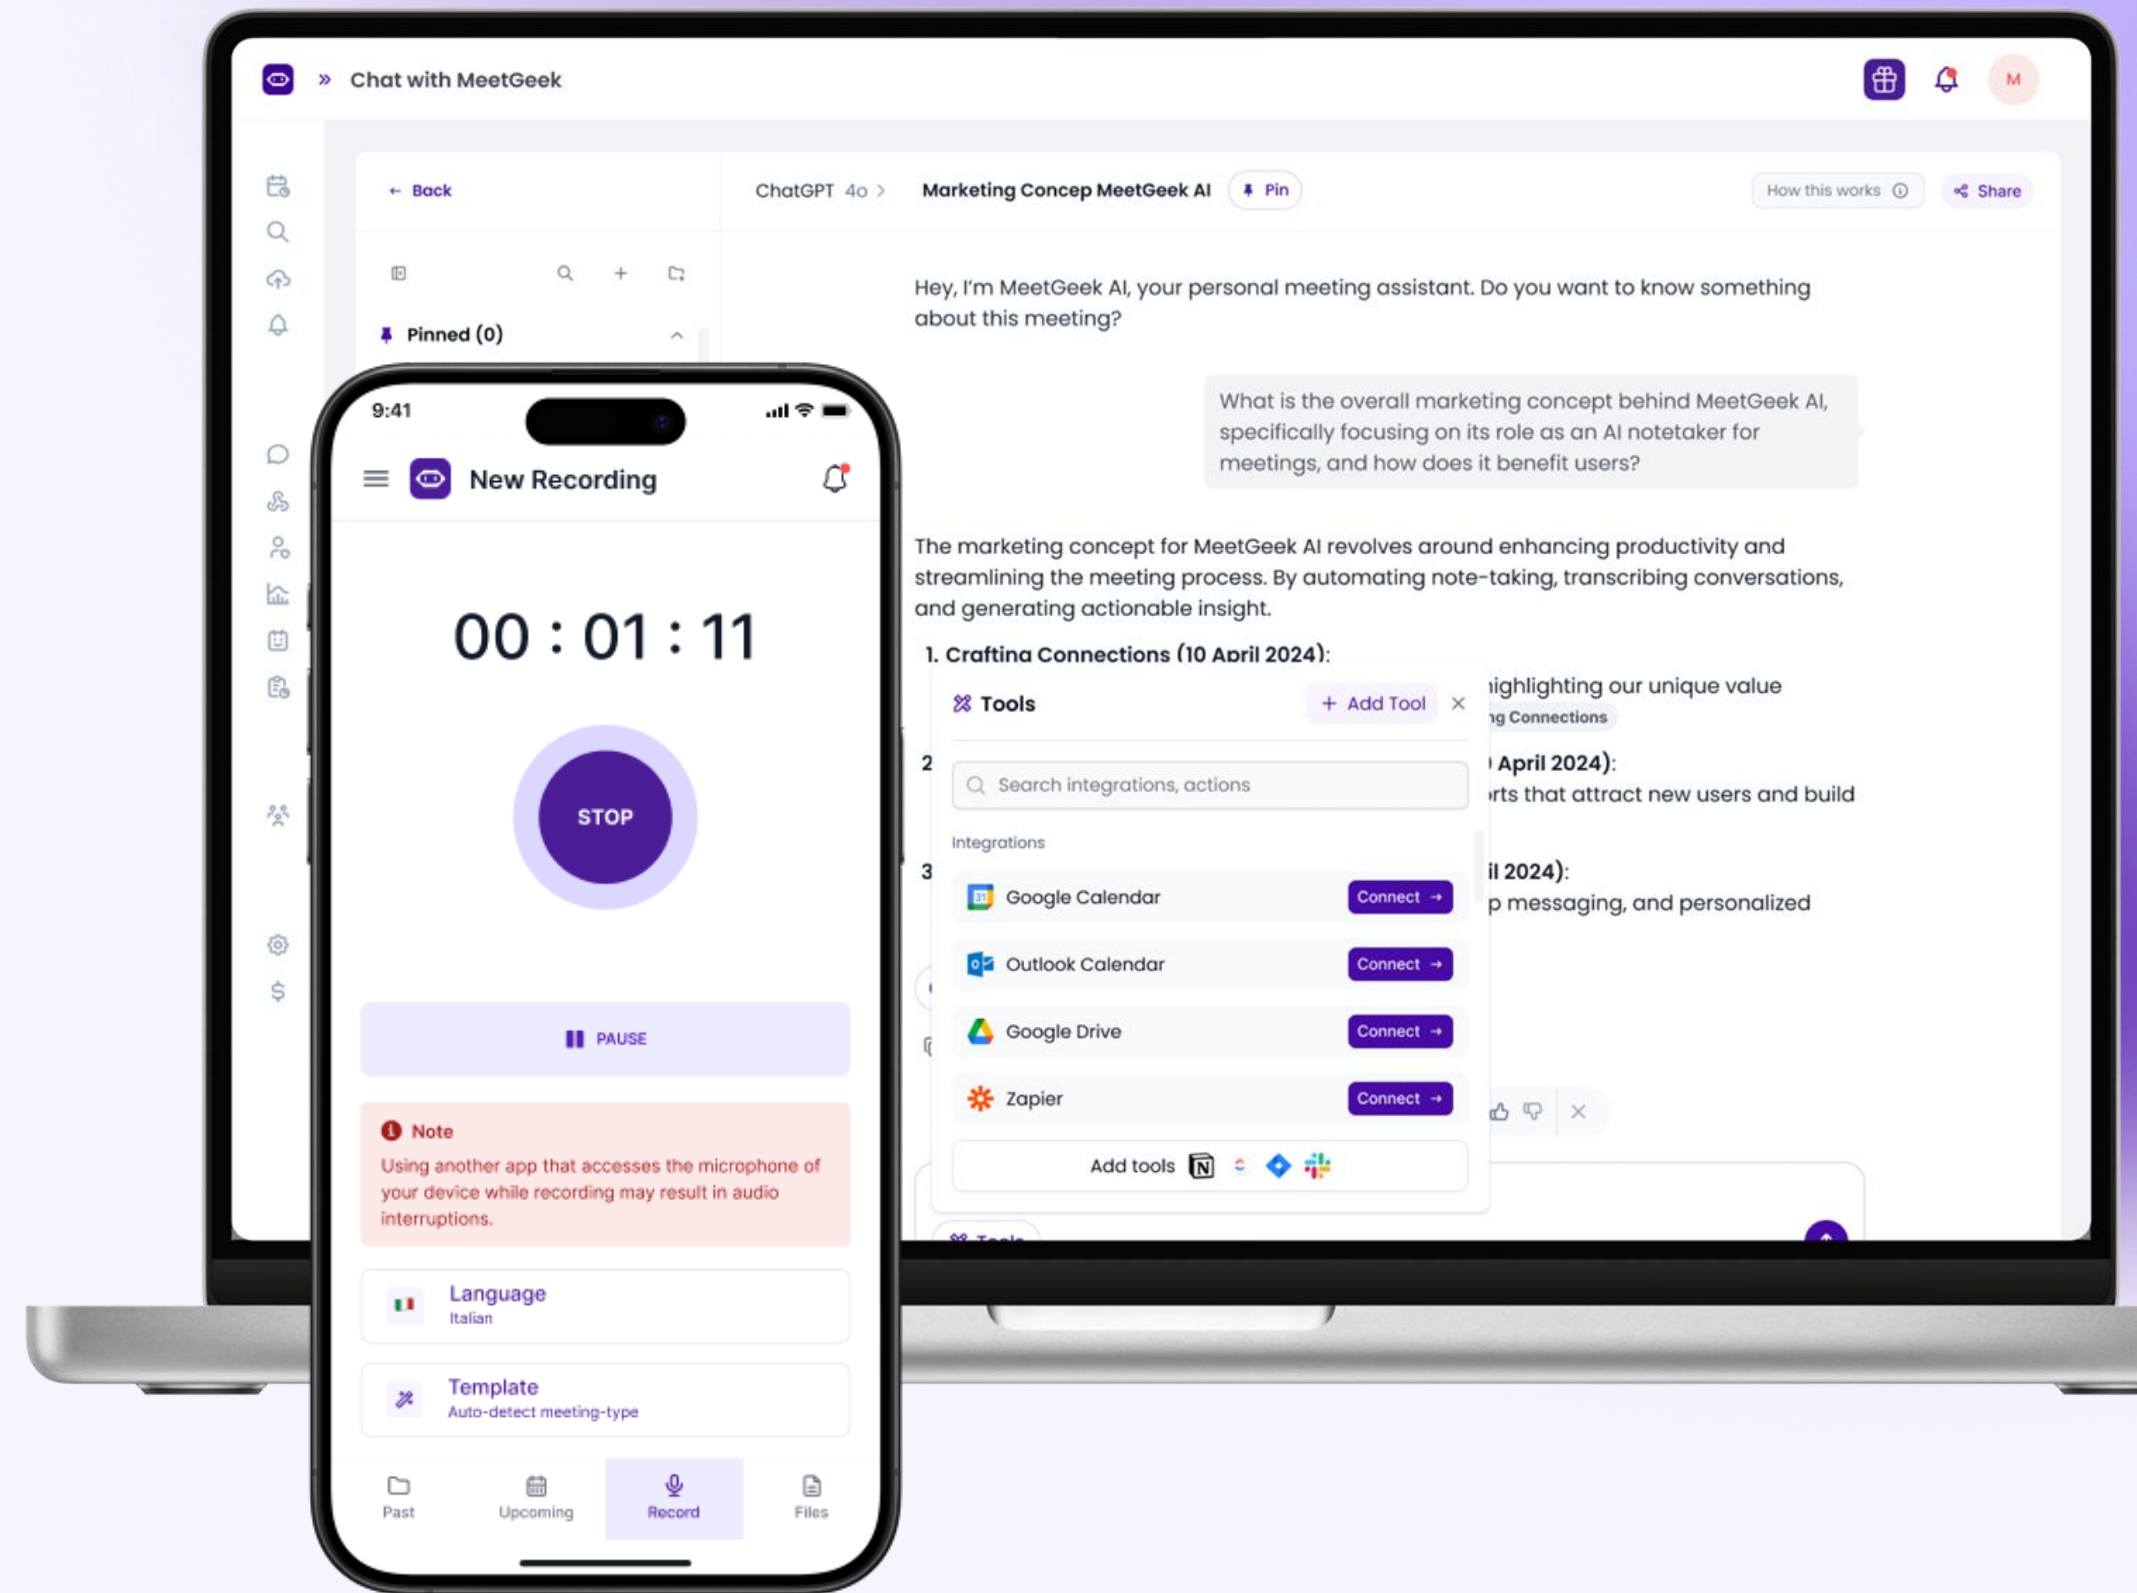 Chat with MeetGeek
M
← Back
ChatGPT 4o >
Marketing Concep MeetGeek AI
Pin
How this works
Share
Pinned (0)
Hey, I'm MeetGeek AI, your personal meeting assistant. Do you want to know something
about this meeting?
What is the overall marketing concept behind MeetGeek AI,
specifically focusing on its role as an AI notetaker for
meetings, and how does it benefit users?
The marketing concept for MeetGeek AI revolves around enhancing productivity and
streamlining the meeting process. By automating note-taking, transcribing conversations,
and generating actionable insight.
1. Crafting Connections (10 April 2024):
highlighting our unique value
Connections
2
April 2024):
that attract new users and build
3
2024):
messaging, and personalized
Tools
+ Add Tool
Search integrations, actions
Integrations
31
Google Calendar
Connect →
Outlook Calendar
Connect →
Google Drive
Connect →
Zapier
Connect →
Add tools
Tools
9:41
New Recording
00 : 01 : 11
STOP
PAUSE
Note
Using another app that accesses the microphone of
your device while recording may result in audio
interruptions.
Language
Italian
Template
Auto-detect meeting-type
Past
Upcoming
Record
Files